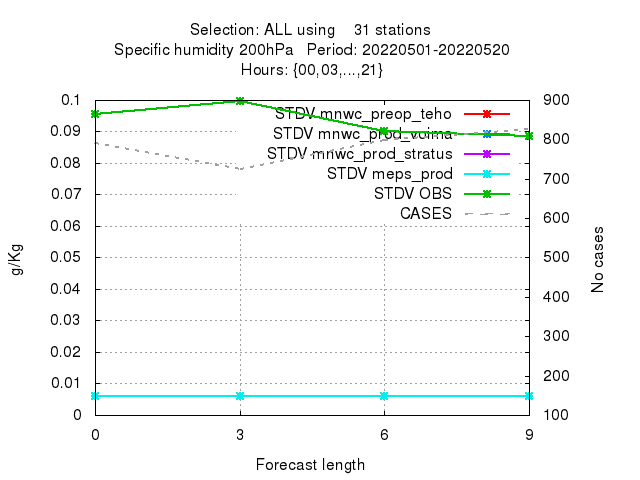 Selection: ALL using    31 stations
Specific humidity 200hPa   Period: 20220501-20220520
Hours: {00,03,...,21}
0.1
0.09
0.08
0.07
0.06
0.05
0.04
0.03
0.02
0.01
0
g/Kg
STDV mnwc_preop_teho
STDV mnwc_prod_voima
STDV mnwc_prod_stratus
STDV meps_prod
STDV OBS
CASES
900
800
700
600
500
400
300
200
100
No cases
0
3
6
9
Forecast length